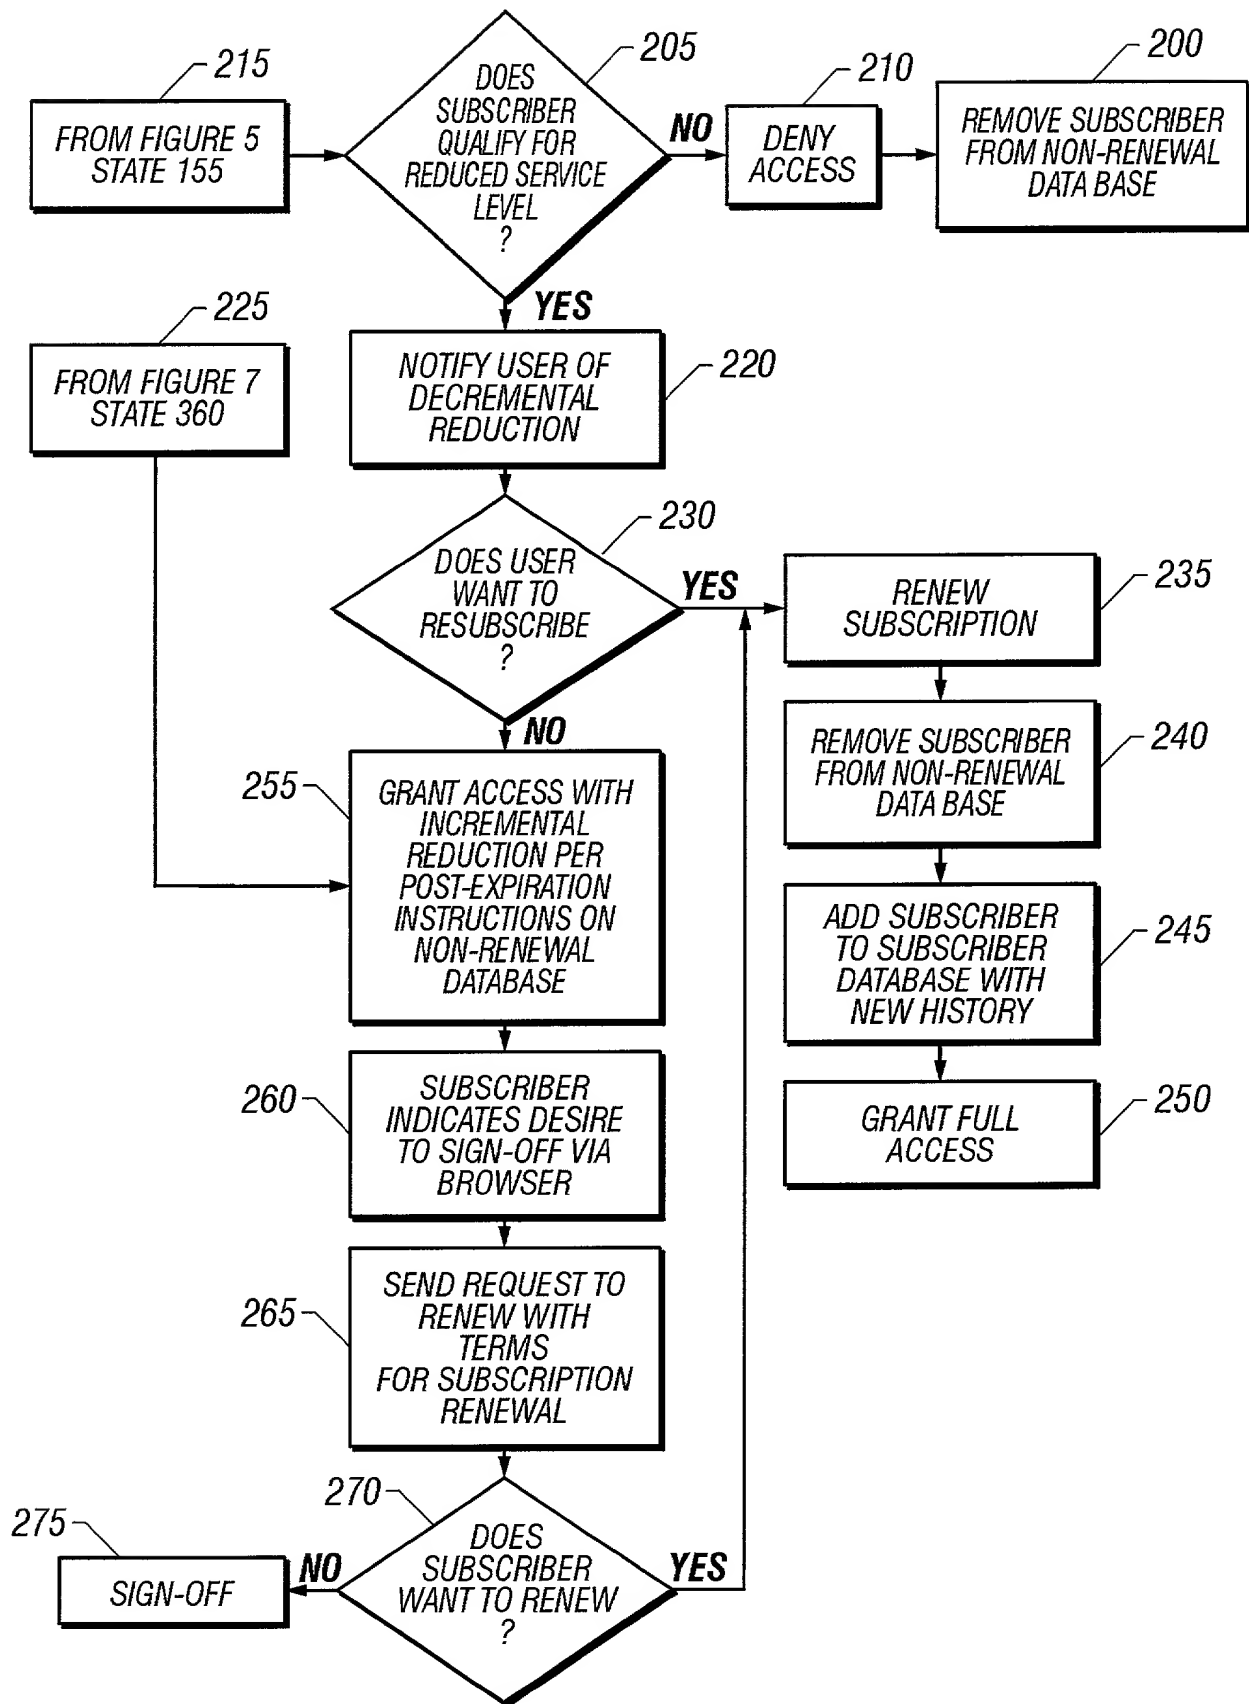 215
FROM FIGURE 5
STATE 155
205
DOES
SUBSCRIBER
QUALIFY FOR
REDUCED SERVICE
LEVEL
?
NO
210
DENY
ACCESS
200
REMOVE SUBSCRIBER
FROM NON-RENEWAL
DATA BASE
YES
225
FROM FIGURE 7
STATE 360
220
NOTIFY USER OF
DECREMENTAL
REDUCTION
230
DOES USER
WANT TO
RESUBSCRIBE
?
YES
235
RENEW
SUBSCRIPTION
NO
240
REMOVE SUBSCRIBER
FROM NON-RENEWAL
DATA BASE
255
GRANT ACCESS WITH
INCREMENTAL
REDUCTION PER
POST-EXPIRATION
INSTRUCTIONS ON
NON-RENEWAL
DATABASE
245
ADD SUBSCRIBER
TO SUBSCRIBER
DATABASE WITH
NEW HISTORY
260
SUBSCRIBER
INDICATES DESIRE
TO SIGN-OFF VIA
BROWSER
250
GRANT FULL
ACCESS
265
SEND REQUEST TO
RENEW WITH
TERMS
FOR SUBSCRIPTION
RENEWAL
270
DOES
SUBSCRIBER
WANT TO RENEW
?
YES
NO
275
SIGN-OFF